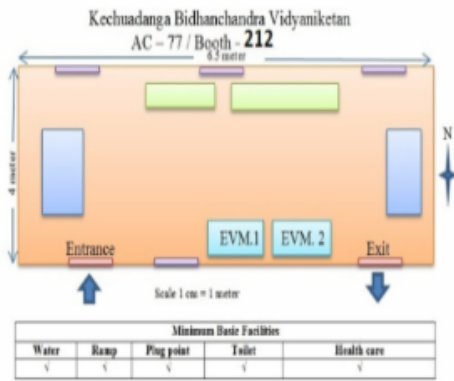 Kechuadanga Bidhanchandra Vidyaniketan
AC – 77 / Booth - 212
6.5 meter
4 meter
N
EVM.1
EVM. 2
Entrance
Exit
Scale 1 cm = 1 meter
Minimum Basic Facilities
Water Ramp Plug point Toilet Health care
√ √ √ √ √